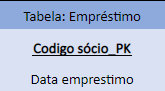 Tabela: Empréstimo
Codigo sócio_PK
Data emprestimo